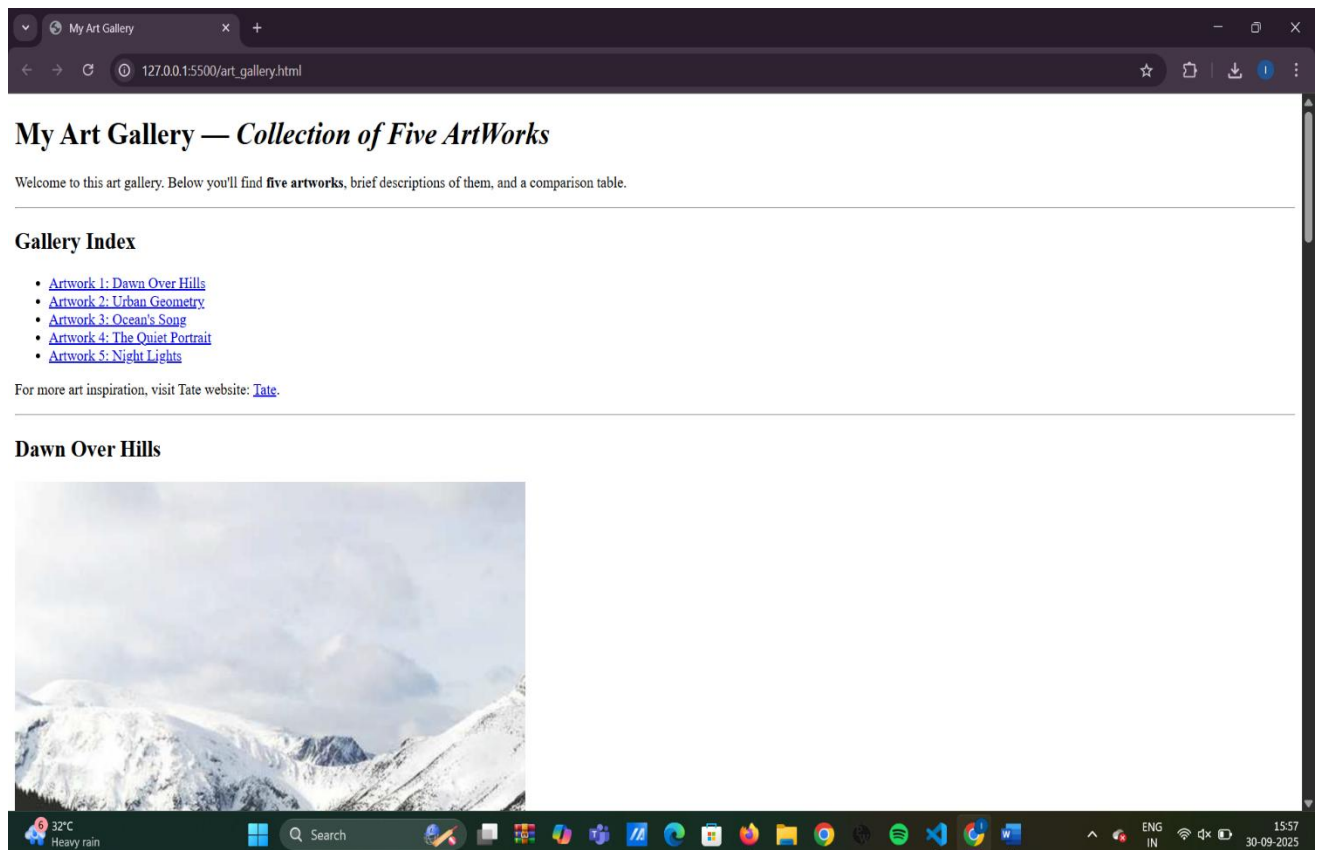 My Art Gallery
127.0.0.1:5500/art_gallery.html
My Art Gallery — Collection of Five ArtWorks
Welcome to this art gallery. Below you'll find five artworks, brief descriptions of them, and a comparison table.
Gallery Index
Artwork 1: Dawn Over Hills
Artwork 2: Urban Geometry
Artwork 3: Ocean's Song
Artwork 4: The Quiet Portrait
Artwork 5: Night Lights
For more art inspiration, visit Tate website: Tate.
Dawn Over Hills
6
32°C
Heavy rain
Search
ENG
IN
15:57
30-09-2025